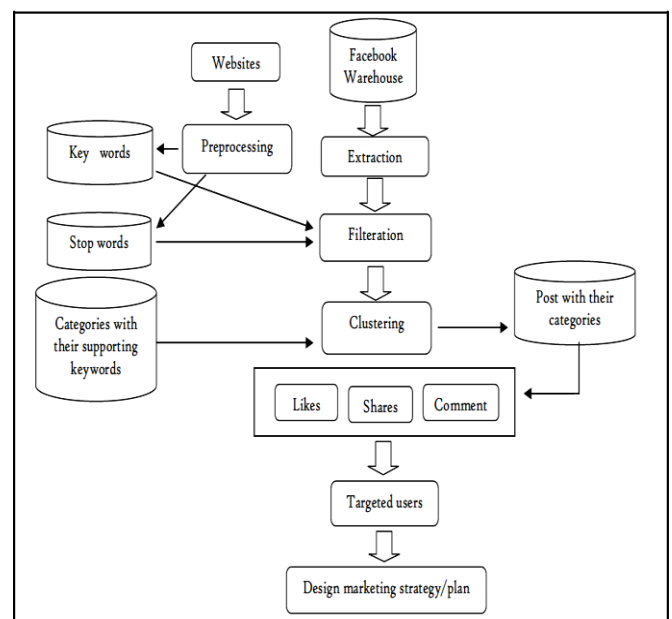 Websites
Facebook
Warehouse
Key words
Preprocessing
Extraction
Stop words
Filteration
Categories with
their supporting
keywords
Clustering
Post with their
categories
Likes
Shares
Comment
Targeted users
Design marketing strategy/plan